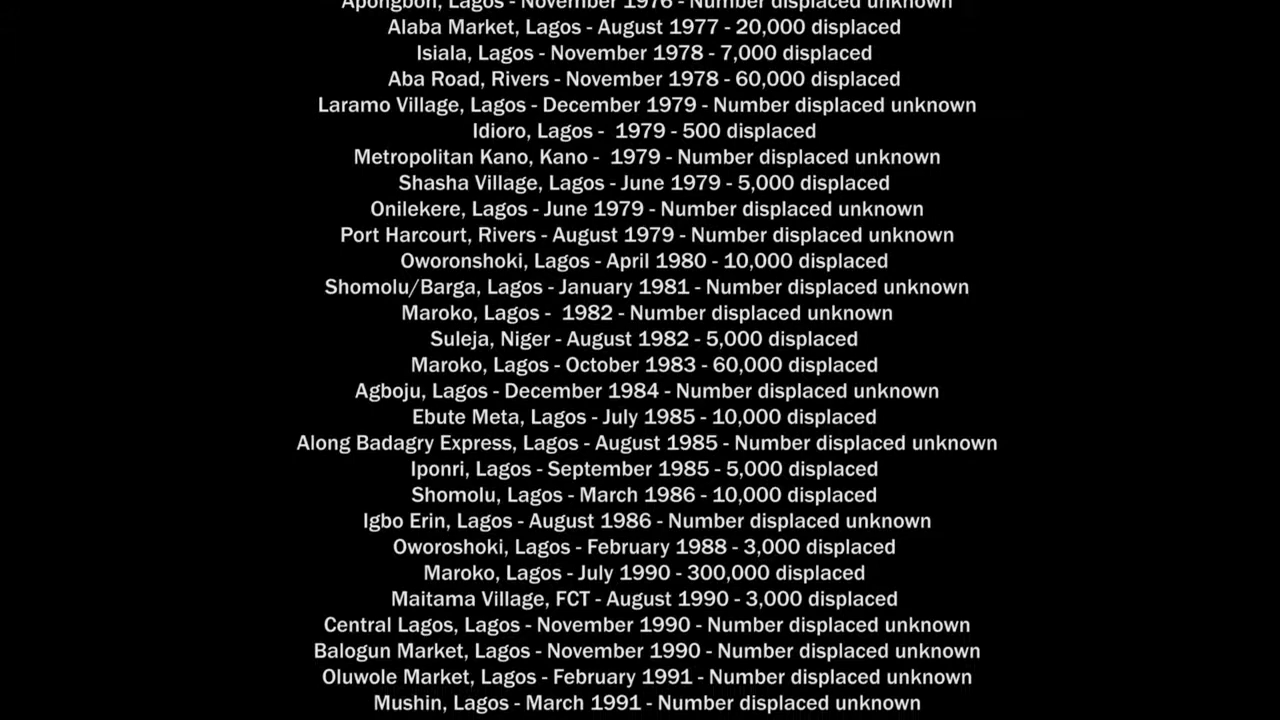 Apongbon, Lagos - November 1976 - Number displaced unknown
Alaba Market, Lagos - August 1977 - 20,000 displaced
Isiala, Lagos - November 1978 - 7,000 displaced
Aba Road, Rivers - November 1978 - 60,000 displaced
Laramo Village, Lagos - December 1979 - Number displaced unknown
Idioro, Lagos -  1979 - 500 displaced
Metropolitan Kano, Kano -  1979 - Number displaced unknown
Shasha Village, Lagos - June 1979 - 5,000 displaced
Onilekere, Lagos - June 1979 - Number displaced unknown
Port Harcourt, Rivers - August 1979 - Number displaced unknown
Oworonshoki, Lagos - April 1980 - 10,000 displaced
Shomolu/Barga, Lagos - January 1981 - Number displaced unknown
Maroko, Lagos -  1982 - Number displaced unknown
Suleja, Niger - August 1982 - 5,000 displaced
Maroko, Lagos - October 1983 - 60,000 displaced
Agboju, Lagos - December 1984 - Number displaced unknown
Ebute Meta, Lagos - July 1985 - 10,000 displaced
Along Badagry Express, Lagos - August 1985 - Number displaced unknown
Iponri, Lagos - September 1985 - 5,000 displaced
Shomolu, Lagos - March 1986 - 10,000 displaced
Igbo Erin, Lagos - August 1986 - Number displaced unknown
Oworoshoki, Lagos - February 1988 - 3,000 displaced
Maroko, Lagos - July 1990 - 300,000 displaced
Maitama Village, FCT - August 1990 - 3,000 displaced
Central Lagos, Lagos - November 1990 - Number displaced unknown
Balogun Market, Lagos - November 1990 - Number displaced unknown
Oluwole Market, Lagos - February 1991 - Number displaced unknown
Mushin, Lagos - March 1991 - Number displaced unknown